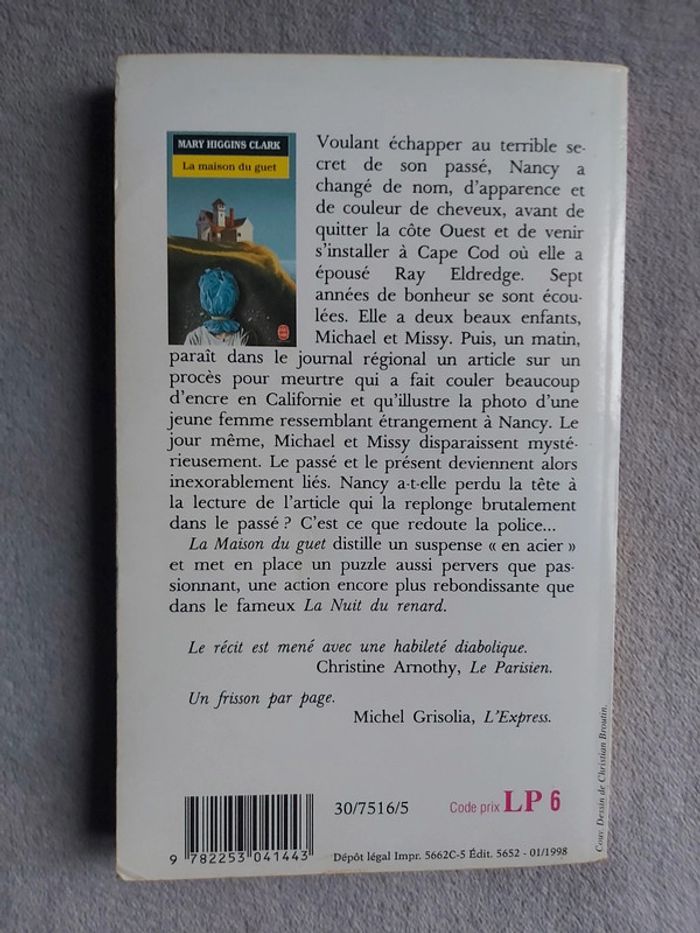 MARY HIGGINS CLARK
La maison du guet
Voulant échapper au terrible se-
cret de son passé, Nancy a
changé de nom, d'apparence et
de couleur de cheveux, avant de
quitter la côte Ouest et de venir
s'installer à Cape Cod où elle a
épousé Ray Eldredge. Sept
années de bonheur se sont écou-
lées. Elle a deux beaux enfants,
Michael et Missy. Puis, un matin,
paraît dans le journal régional un article sur un
procès pour meurtre qui a fait couler beaucoup
d'encre en Californie et qu'illustre la photo d'une
jeune femme ressemblant étrangement à Nancy. Le
jour même, Michael et Missy disparaissent mysté-
rieusement. Le passé et le présent deviennent alors
inexorablement liés. Nancy a-t-elle perdu la tête à
la lecture de l'article qui la replonge brutalement
dans le passé ? C'est ce que redoute la police...
La Maison du guet distille un suspense « en acier »
et met en place un puzzle aussi pervers que pas-
sionnant, une action encore plus rebondissante que
dans le fameux La Nuit du renard.
Le récit est mené avec une habileté diabolique.
Christine Arnothy, Le Parisien.
Un frisson par page.
Michel Grisolia, L'Express.
Couv. Dessin de Christian Broutin.
30/7516/5
Code prix LP 6
9 782253 041443
Dépôt légal Impr. 5662C-5 Édit. 5652 - 01/1998